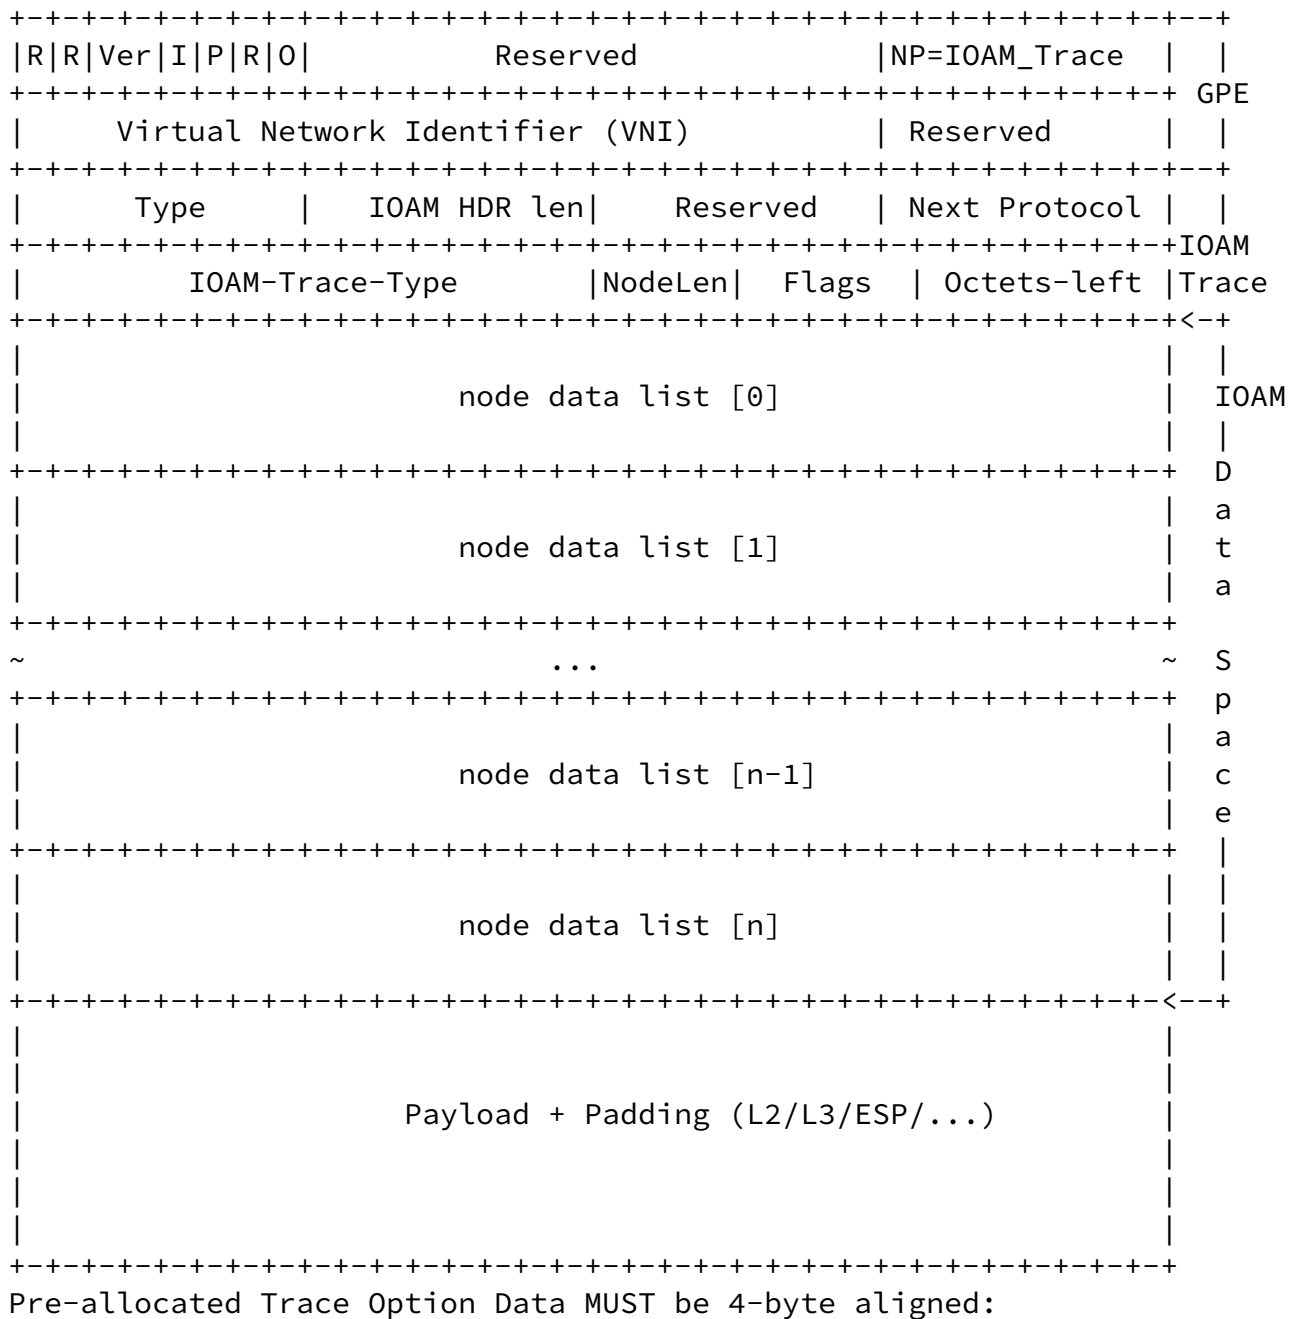 +-+-+-+-+-+-+-+-+-+-+-+-+-+-+-+-+-+-+-+-+-+-+-+-+-+-+-+-+-+-+-+-+--+
|R|R|Ver|I|P|R|O|          Reserved             |NP=IOAM_Trace  |  |
+-+-+-+-+-+-+-+-+-+-+-+-+-+-+-+-+-+-+-+-+-+-+-+-+-+-+-+-+-+-+-+-+ GPE
|     Virtual Network Identifier (VNI)          | Reserved      |  |
+-+-+-+-+-+-+-+-+-+-+-+-+-+-+-+-+-+-+-+-+-+-+-+-+-+-+-+-+-+-+-+-+--+
|      Type     |   IOAM HDR len|    Reserved   | Next Protocol |  |
+-+-+-+-+-+-+-+-+-+-+-+-+-+-+-+-+-+-+-+-+-+-+-+-+-+-+-+-+-+-+-+-+IOAM
|         IOAM-Trace-Type       |NodeLen|  Flags  | Octets-left |Trace
+-+-+-+-+-+-+-+-+-+-+-+-+-+-+-+-+-+-+-+-+-+-+-+-+-+-+-+-+-+-+-+-+<-+
|                                                               |  |
|                        node data list [0]                     |  IOAM
|                                                               |  |
+-+-+-+-+-+-+-+-+-+-+-+-+-+-+-+-+-+-+-+-+-+-+-+-+-+-+-+-+-+-+-+-+  D
|                                                               |  a
|                        node data list [1]                     |  t
|                                                               |  a
+-+-+-+-+-+-+-+-+-+-+-+-+-+-+-+-+-+-+-+-+-+-+-+-+-+-+-+-+-+-+-+-+
~                             ...                               ~  S
+-+-+-+-+-+-+-+-+-+-+-+-+-+-+-+-+-+-+-+-+-+-+-+-+-+-+-+-+-+-+-+-+  p
|                                                               |  a
|                        node data list [n-1]                   |  c
|                                                               |  e
+-+-+-+-+-+-+-+-+-+-+-+-+-+-+-+-+-+-+-+-+-+-+-+-+-+-+-+-+-+-+-+-+  |
|                                                               |  |
|                        node data list [n]                     |  |
|                                                               |  |
+-+-+-+-+-+-+-+-+-+-+-+-+-+-+-+-+-+-+-+-+-+-+-+-+-+-+-+-+-+-+-+-<--+
|                                                               |
|                                                               |
|                     Payload + Padding (L2/L3/ESP/...)         |
|                                                               |
|                                                               |
|                                                               |
+-+-+-+-+-+-+-+-+-+-+-+-+-+-+-+-+-+-+-+-+-+-+-+-+-+-+-+-+-+-+-+-+
Pre-allocated Trace Option Data MUST be 4-byte aligned: